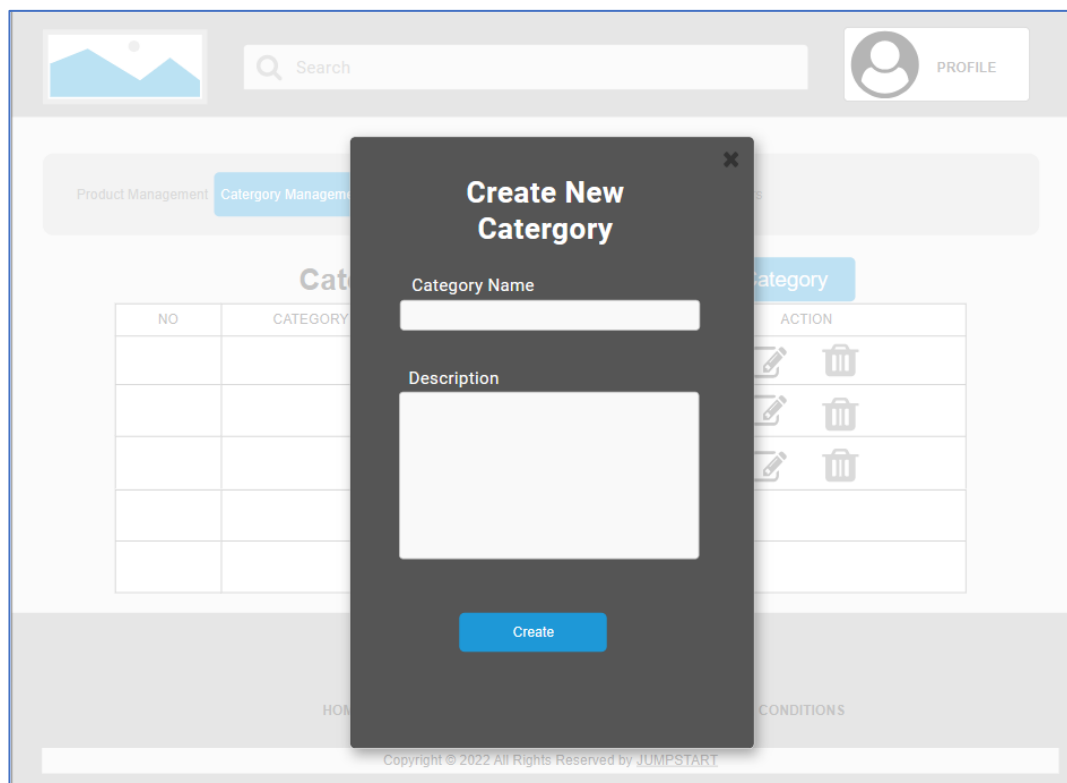 Search
PROFILE
Product Management
Catergory Manageme
s
Create New
Catergory
Cat
ategory
Category Name
NO
CATEGORY
ACTION
Description
Create
HOM
CONDITIONS
Copyright © 2022 All Rights Reserved by JUMPSTART